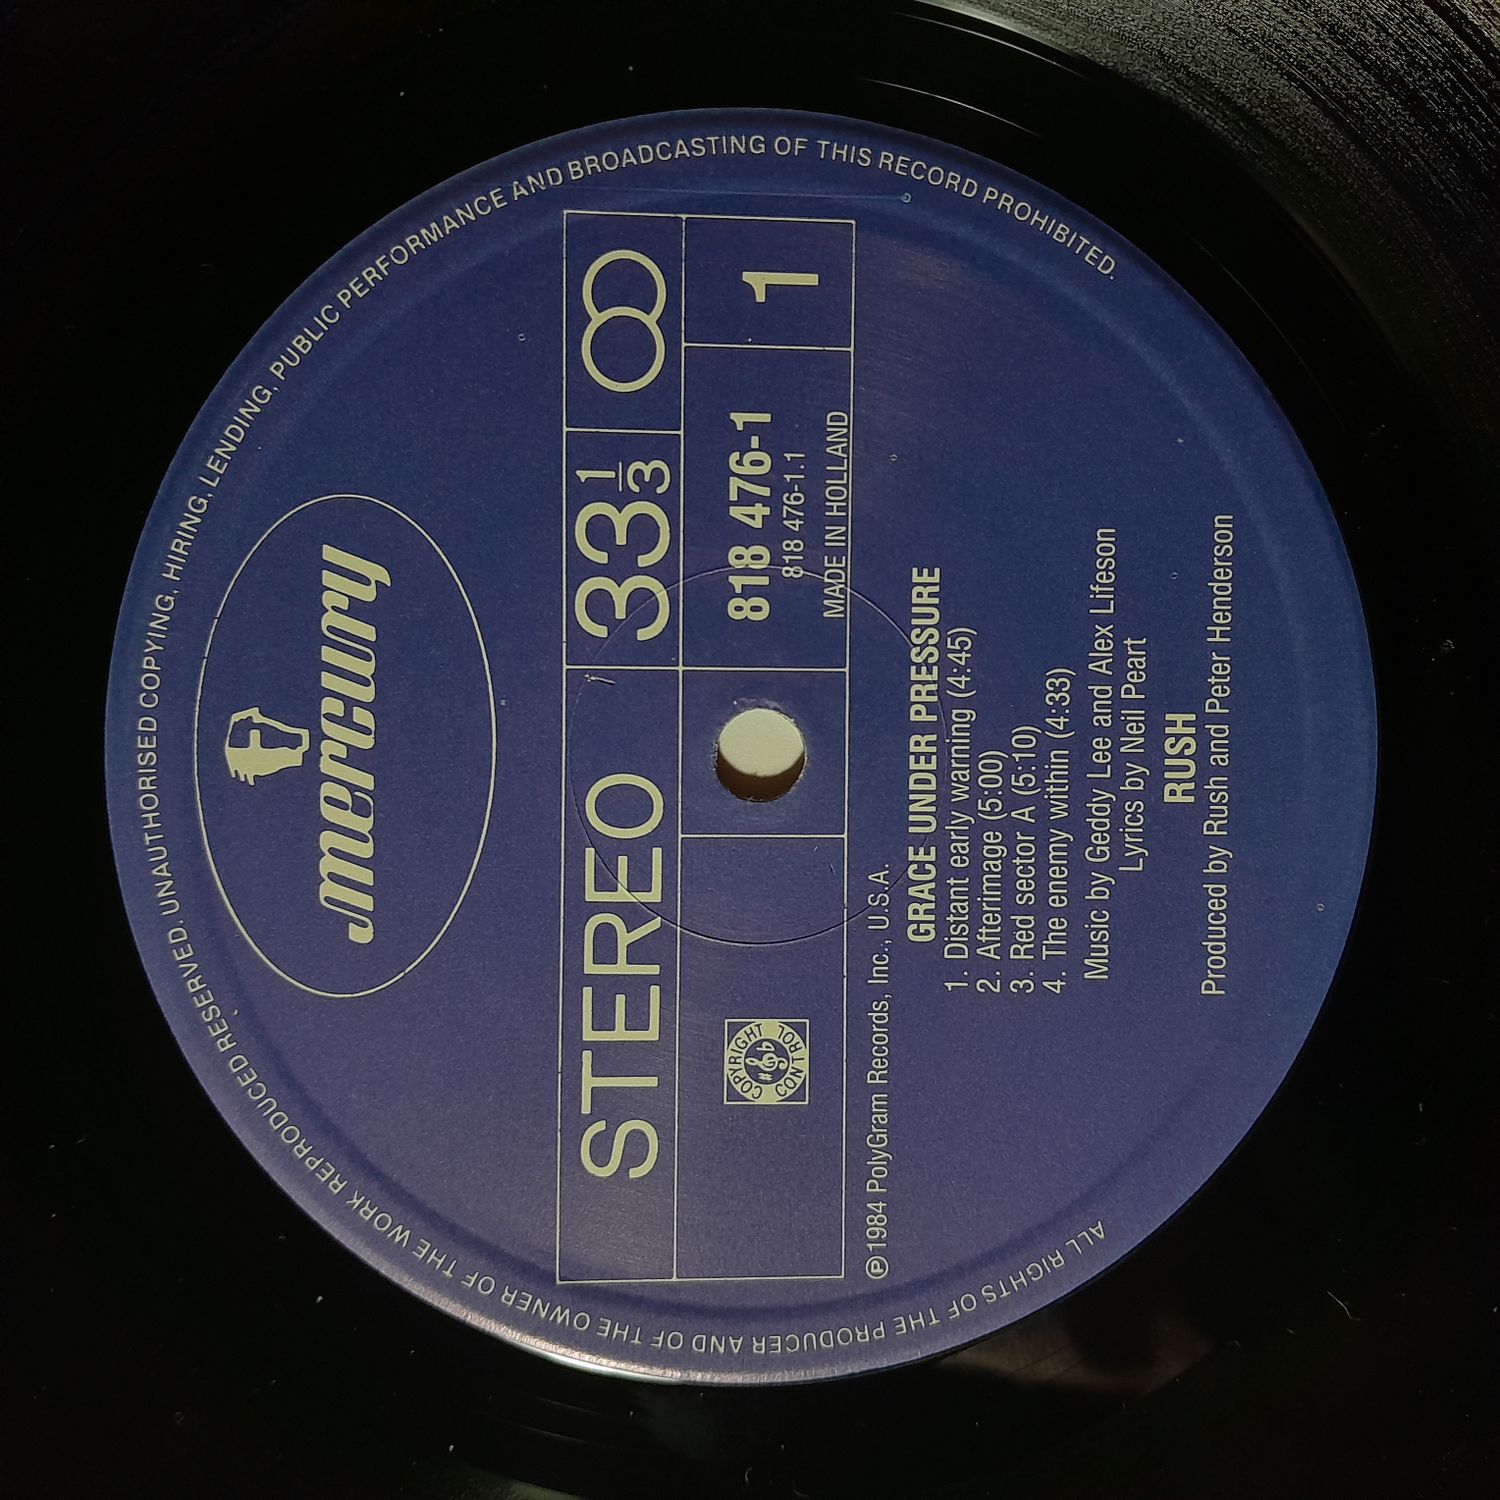 ALL RIGHTS OF THE PRODUCER AND OF THE OWNER OF THE WORK REPRODUCED RESERVED. UNAUTHORISED COPYING, HIRING, LENDING, PUBLIC PERFORMANCE AND BROADCASTING OF THIS RECORD PROHIBITED.
mercury
STEREO 33 1/3
COPYRIGHT CONTROL
818 476-1
1
818 476-1.1
MADE IN HOLLAND
℗ 1984 PolyGram Records, Inc., U.S.A.
GRACE UNDER PRESSURE
1. Distant early warning (4:45)
2. Afterimage (5:00)
3. Red sector A (5:10)
4. The enemy within (4:33)
Music by Geddy Lee and Alex Lifeson
Lyrics by Neil Peart
RUSH
Produced by Rush and Peter Henderson